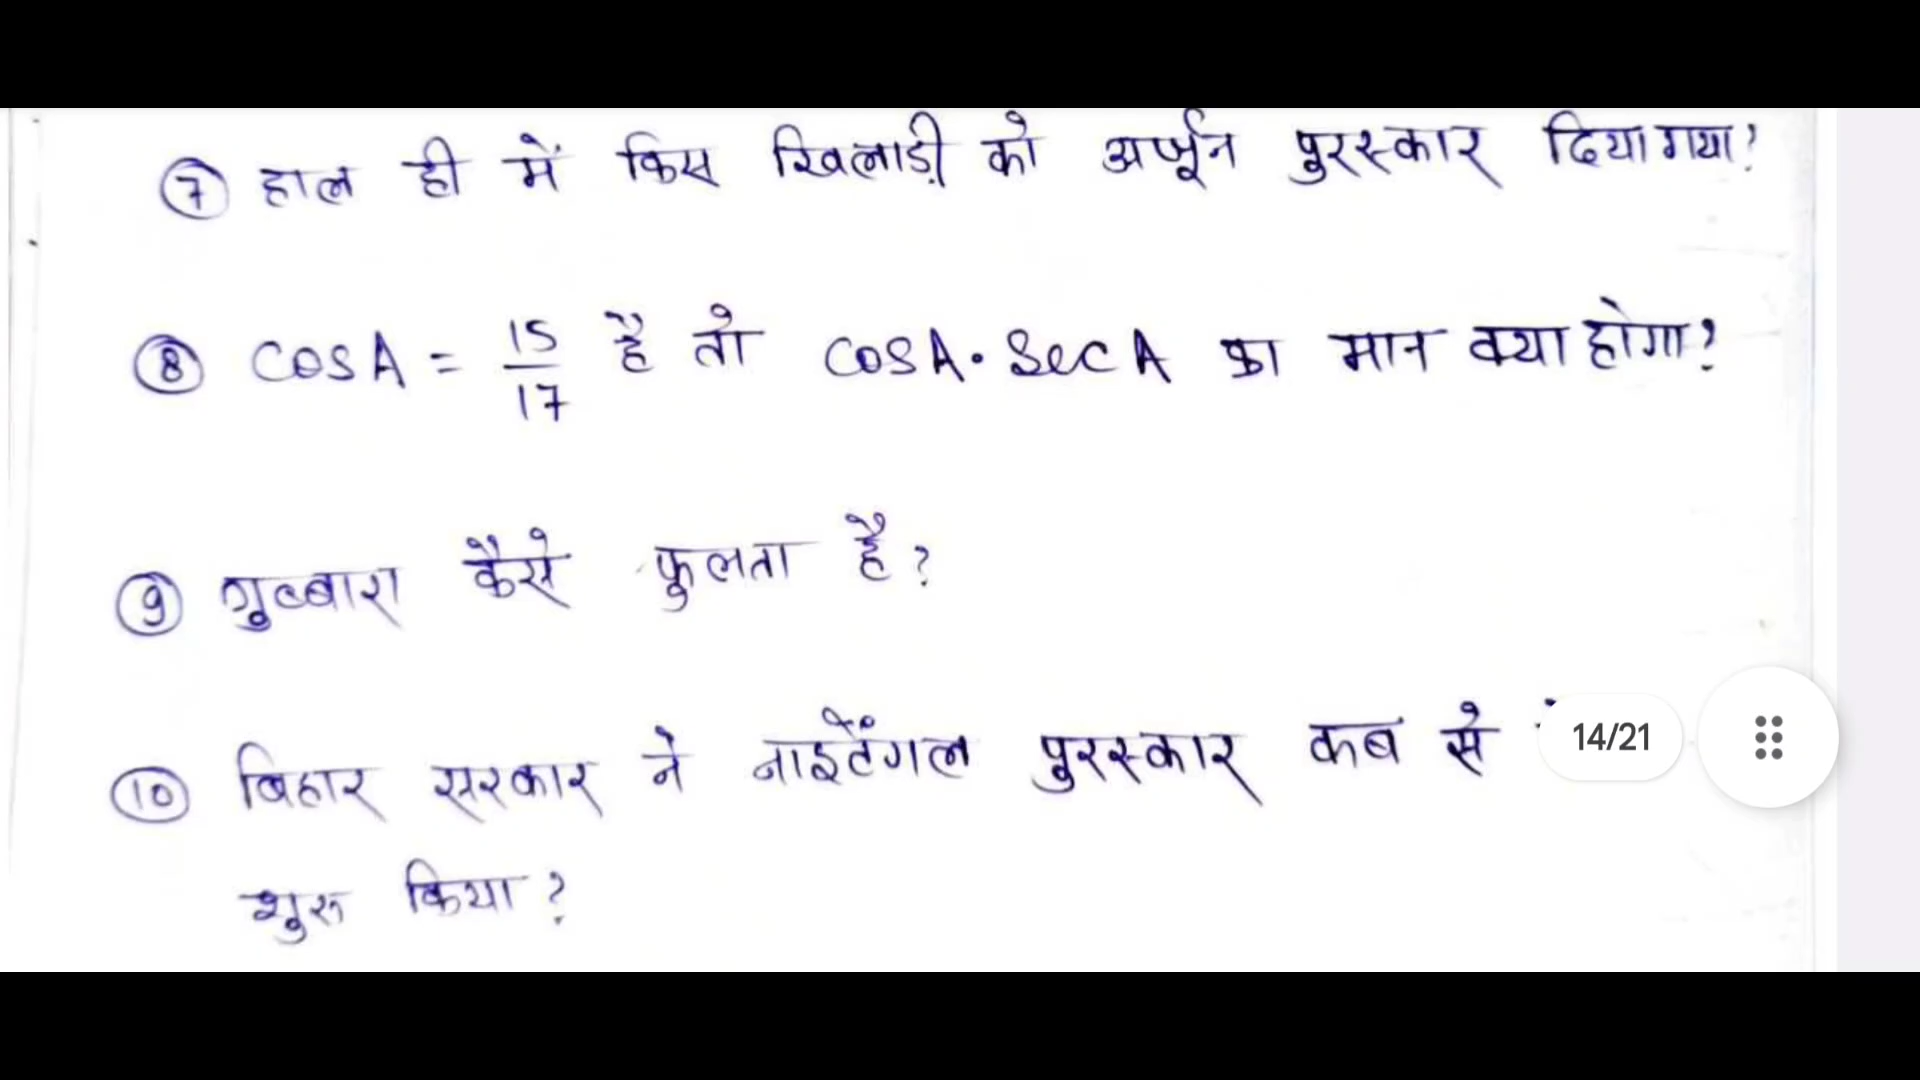 ⑦ हाल ही में किस खिलाड़ी को अर्जून पुरस्कार दिया गया?
⑧ COSA = 15/17 है तो COSA. Sec A का मान क्या होगा?
⑨ गुब्बारा कैसे फुलता है?
⑩ बिहार सरकार ने नाइटेंगल पुरस्कार कब से
14/21
शुरु किया?